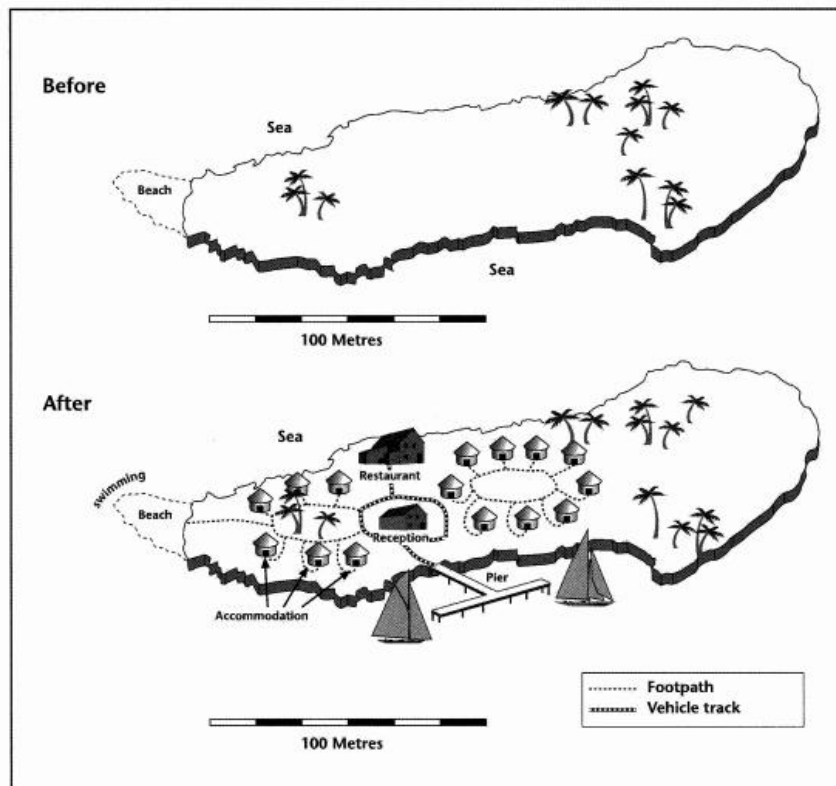 Before
Sea
Beach
Sea
100 Metres
After
Sea
swimming
Restaurant
Beach
Reception
Pier
Accommodation
Footpath
Vehicle track
100 Metres